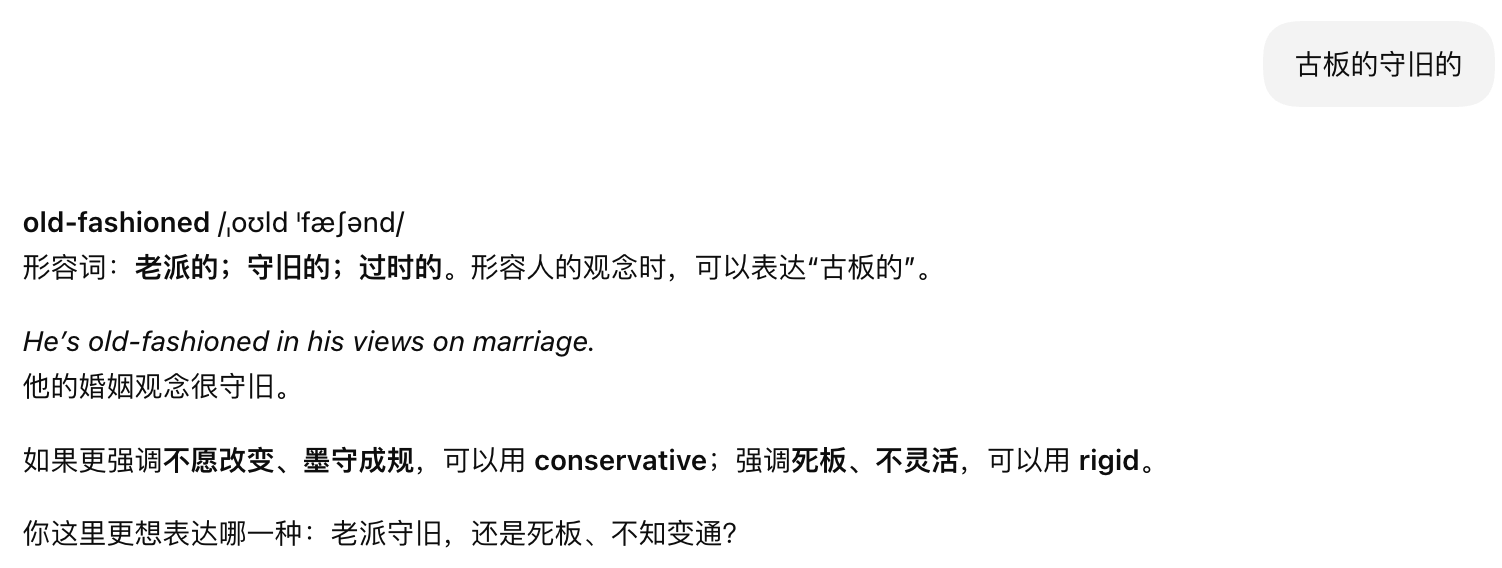 古板的守旧的
old-fashioned /ˌoʊld ˈfæʃənd/
形容词：老派的；守旧的；过时的。形容人的观念时，可以表达“古板的”。
He’s old-fashioned in his views on marriage.
他的婚姻观念很守旧。
如果更强调不愿改变、墨守成规，可以用 conservative；强调死板、不灵活，可以用 rigid。
你这里更想表达哪一种：老派守旧，还是死板、不知变通？